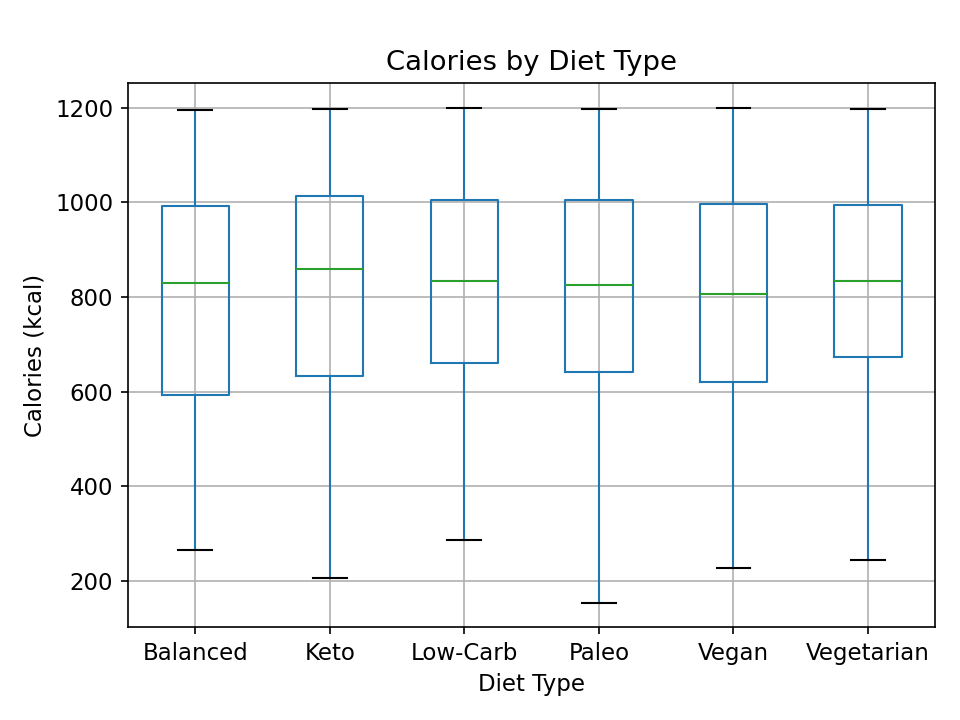 Calories by Diet Type
Calories (kcal)
1200
1000
800
600
400
200
Balanced Keto Low-Carb Paleo Vegan Vegetarian
Diet Type